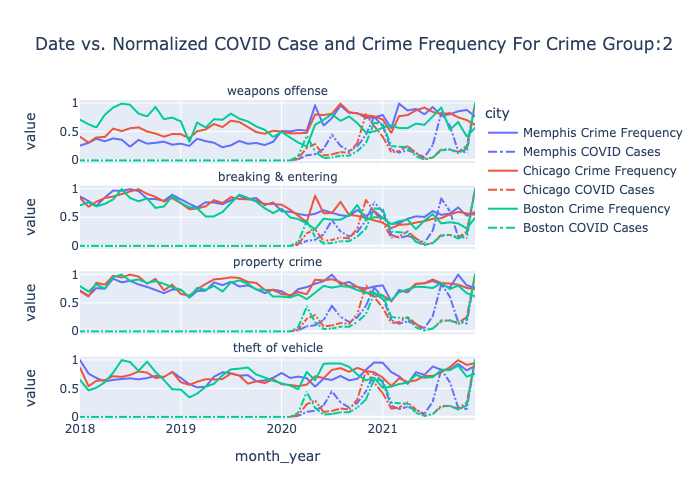 Date vs. Normalized COVID Case and Crime Frequency For Crime Group:2
weapons offense
1
0.5
0
value
breaking & entering
1
0.5
0
value
property crime
1
0.5
0
value
theft of vehicle
1
0.5
0
value
2018
2019
2020
2021
month_year
city
Memphis Crime Frequency
Memphis COVID Cases
Chicago Crime Frequency
Chicago COVID Cases
Boston Crime Frequency
Boston COVID Cases